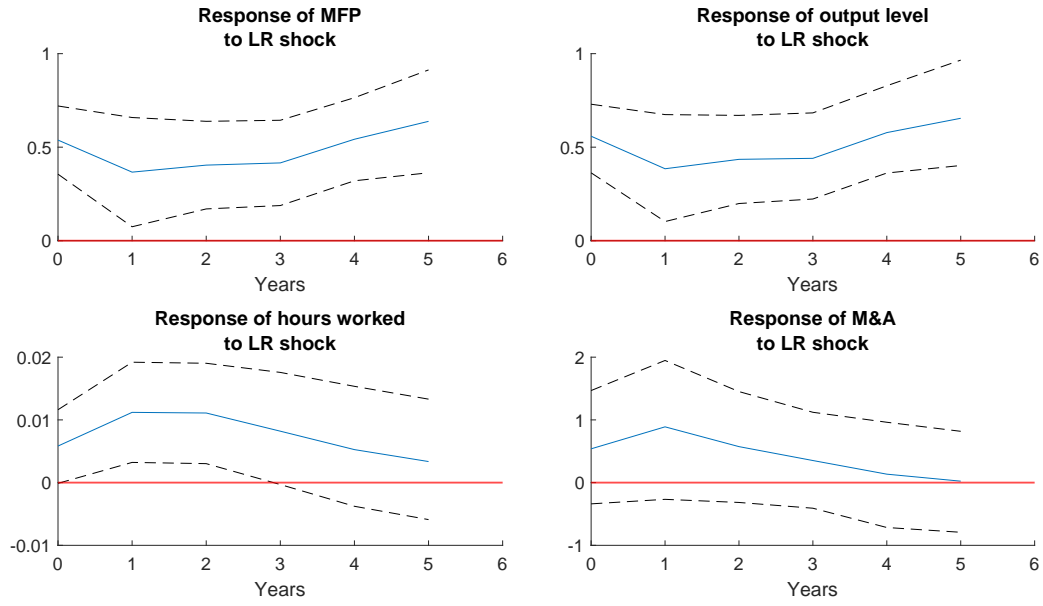 Response of MFP
to LR shock
1
0.5
0
0 1 2 3 4 5 6
Years
Response of output level
to LR shock
1
0.5
0
0 1 2 3 4 5 6
Years
Response of hours worked
to LR shock
0.02
0.01
0
-0.01
0 1 2 3 4 5 6
Years
Response of M&A
to LR shock
2
1
0
-1
0 1 2 3 4 5 6
Years